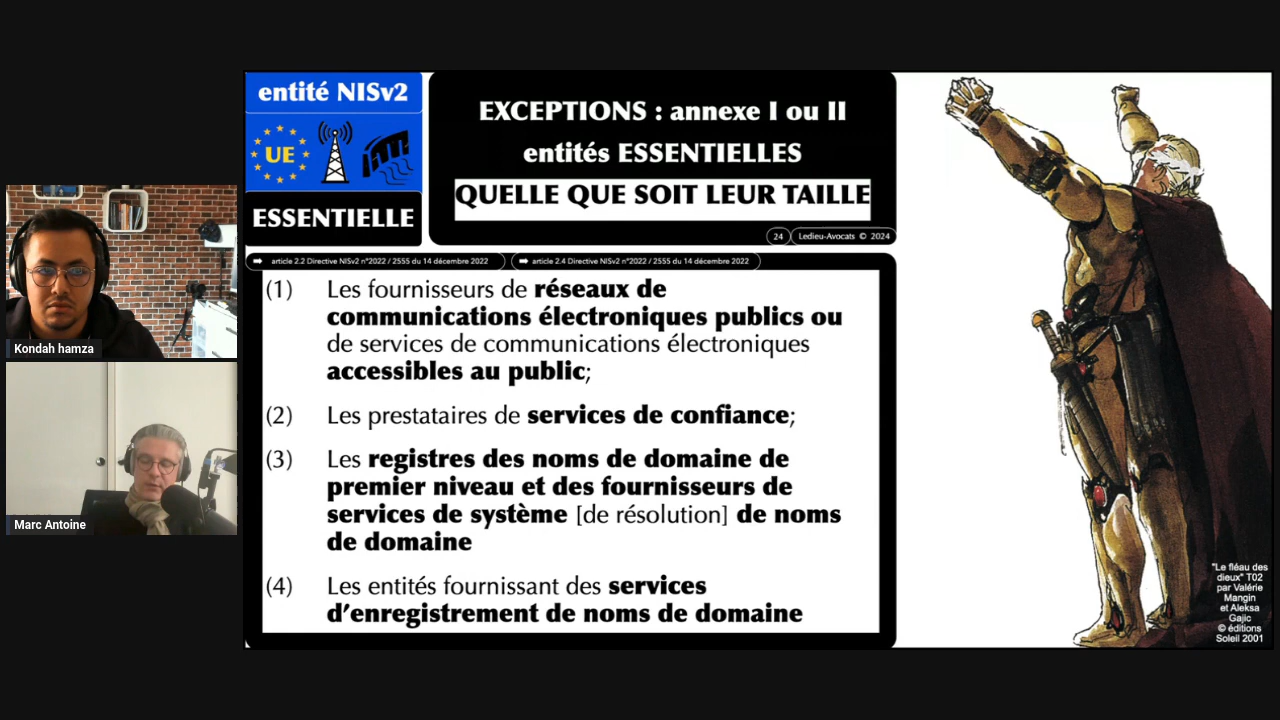 entité NISv2
UE
ESSENTIELLE
EXCEPTIONS : annexe I ou II
entités ESSENTIELLES
QUELLE QUE SOIT LEUR TAILLE
24 Ledieu-Avocats © 2024
➡ article 2.2 Directive NISv2 n°2022 / 2555 du 14 décembre 2022
➡ article 2.4 Directive NISv2 n°2022 / 2555 du 14 décembre 2022
(1) Les fournisseurs de réseaux de
communications électroniques publics ou
de services de communications électroniques
accessibles au public;
(2) Les prestataires de services de confiance;
(3) Les registres des noms de domaine de
premier niveau et des fournisseurs de
services de système [de résolution] de noms
de domaine
(4) Les entités fournissant des services
d'enregistrement de noms de domaine
"Le fléau des
dieux" T02
par Valérie
Mangin
et Aleksa
Gajic
© éditions
Soleil 2001
Kondah hamza
Marc Antoine